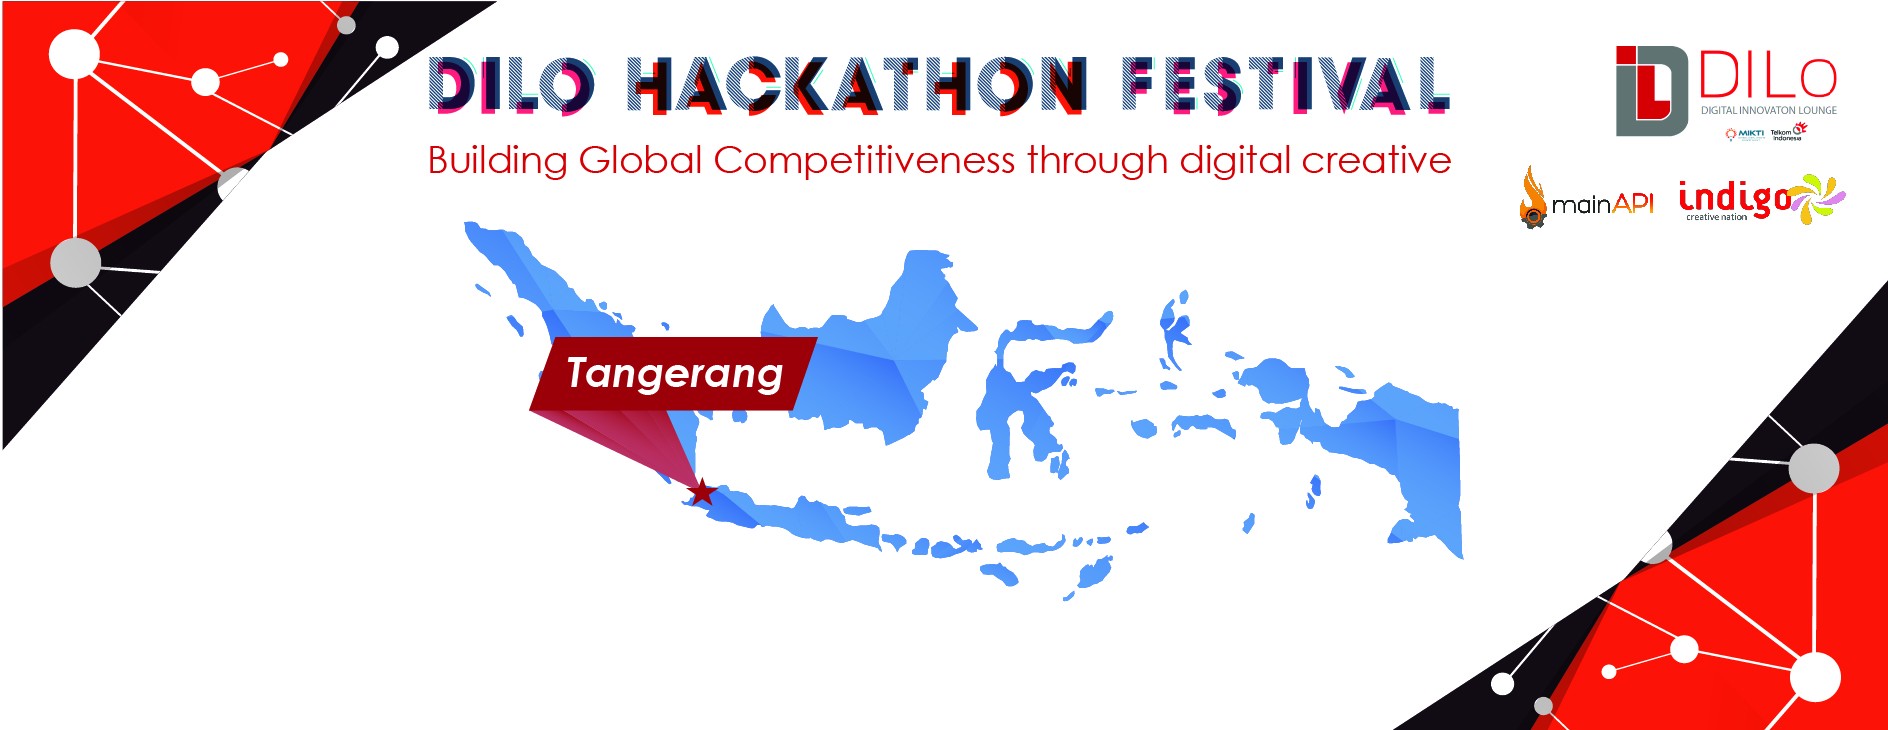 DILO HACKATHON FESTIVAL
Building Global Competitiveness through digital creative
DILo
DIGITAL INNOVATON LOUNGE
MIKTI
Telkom
Indonesia
mainAPI
indigo
creative nation
Tangerang